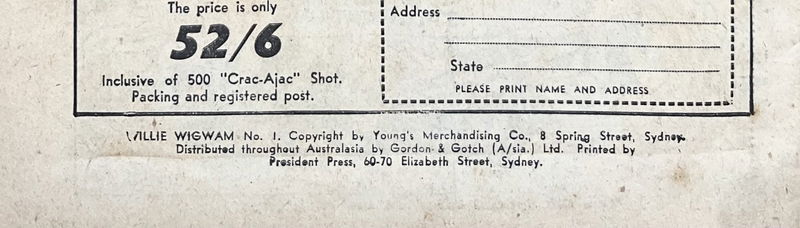 The price is only
52/6
Inclusive of 500 "Crac-Ajac" Shot.
Packing and registered post.
Address
State
PLEASE PRINT NAME AND ADDRESS
WILLIE WIGWAM No. 1. Copyright by Young's Merchandising Co., 8 Spring Street, Sydney.
Distributed throughout Australasia by Gordon & Gotch (A/sia.) Ltd. Printed by
President Press, 60-70 Elizabeth Street, Sydney.